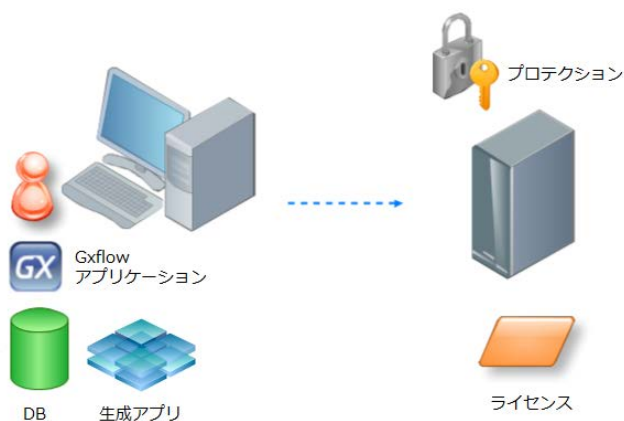 プロテクション
GX
Gxflow
アプリケーション
DB
生成アプリ
ライセンス